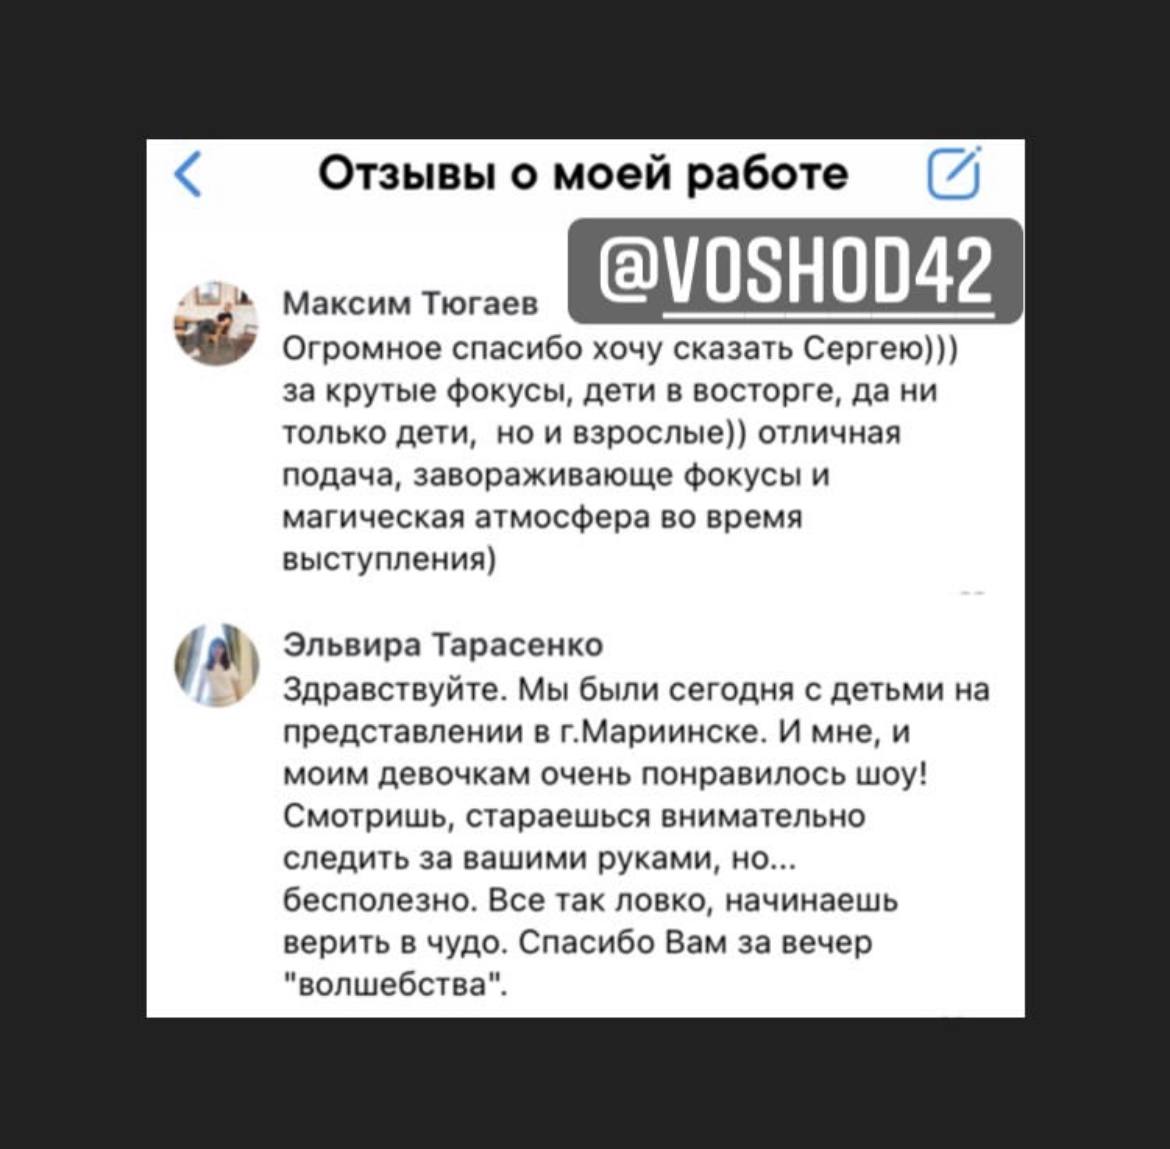 Отзывы о моей работе
@VOSHOD42
Максим Тюгаев
Огромное спасибо хочу сказать Сергею)))
за крутые фокусы, дети в восторге, да ни
только дети, но и взрослые)) отличная
подача, завораживающе фокусы и
магическая атмосфера во время
выступления)
Эльвира Тарасенко
Здравствуйте. Мы были сегодня с детьми на
представлении в г.Мариинске. И мне, и
моим девочкам очень понравилось шоу!
Смотришь, стараешься внимательно
следить за вашими руками, но...
бесполезно. Все так ловко, начинаешь
верить в чудо. Спасибо Вам за вечер
"волшебства".